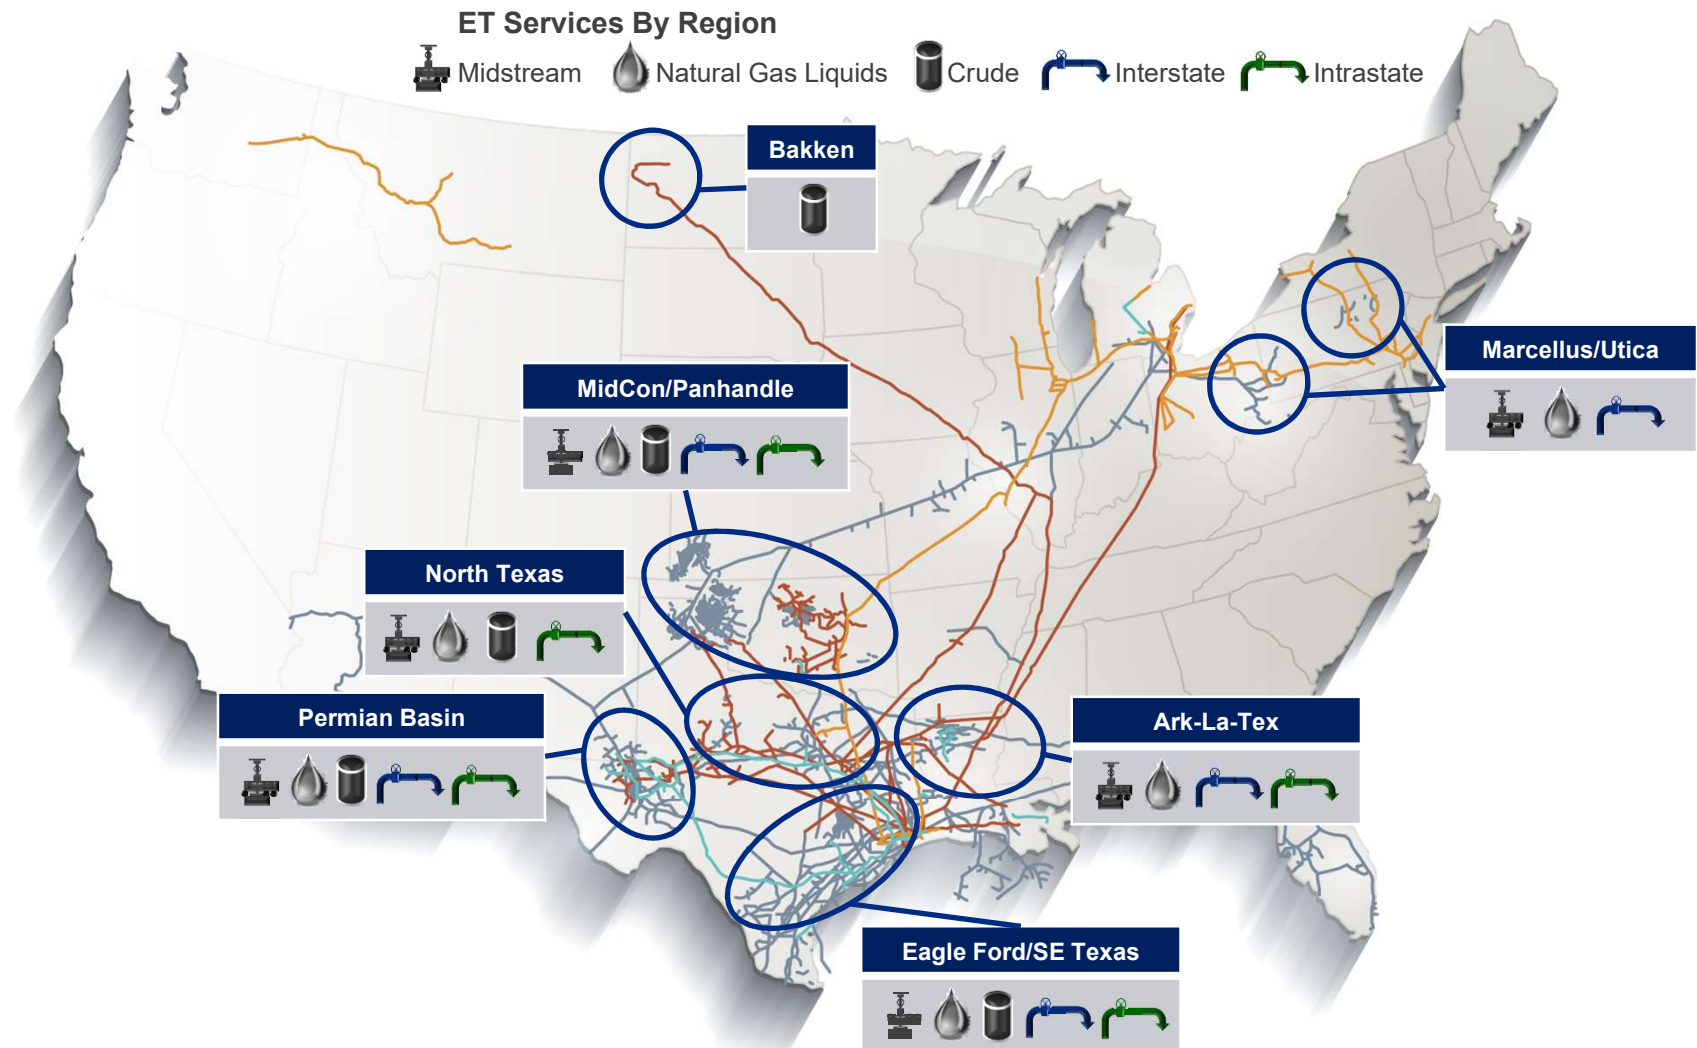 ET Services By Region
Midstream Natural Gas Liquids Crude Interstate Intrastate
Bakken
Marcellus/Utica
MidCon/Panhandle
North Texas
Permian Basin
Ark-La-Tex
Eagle Ford/SE Texas